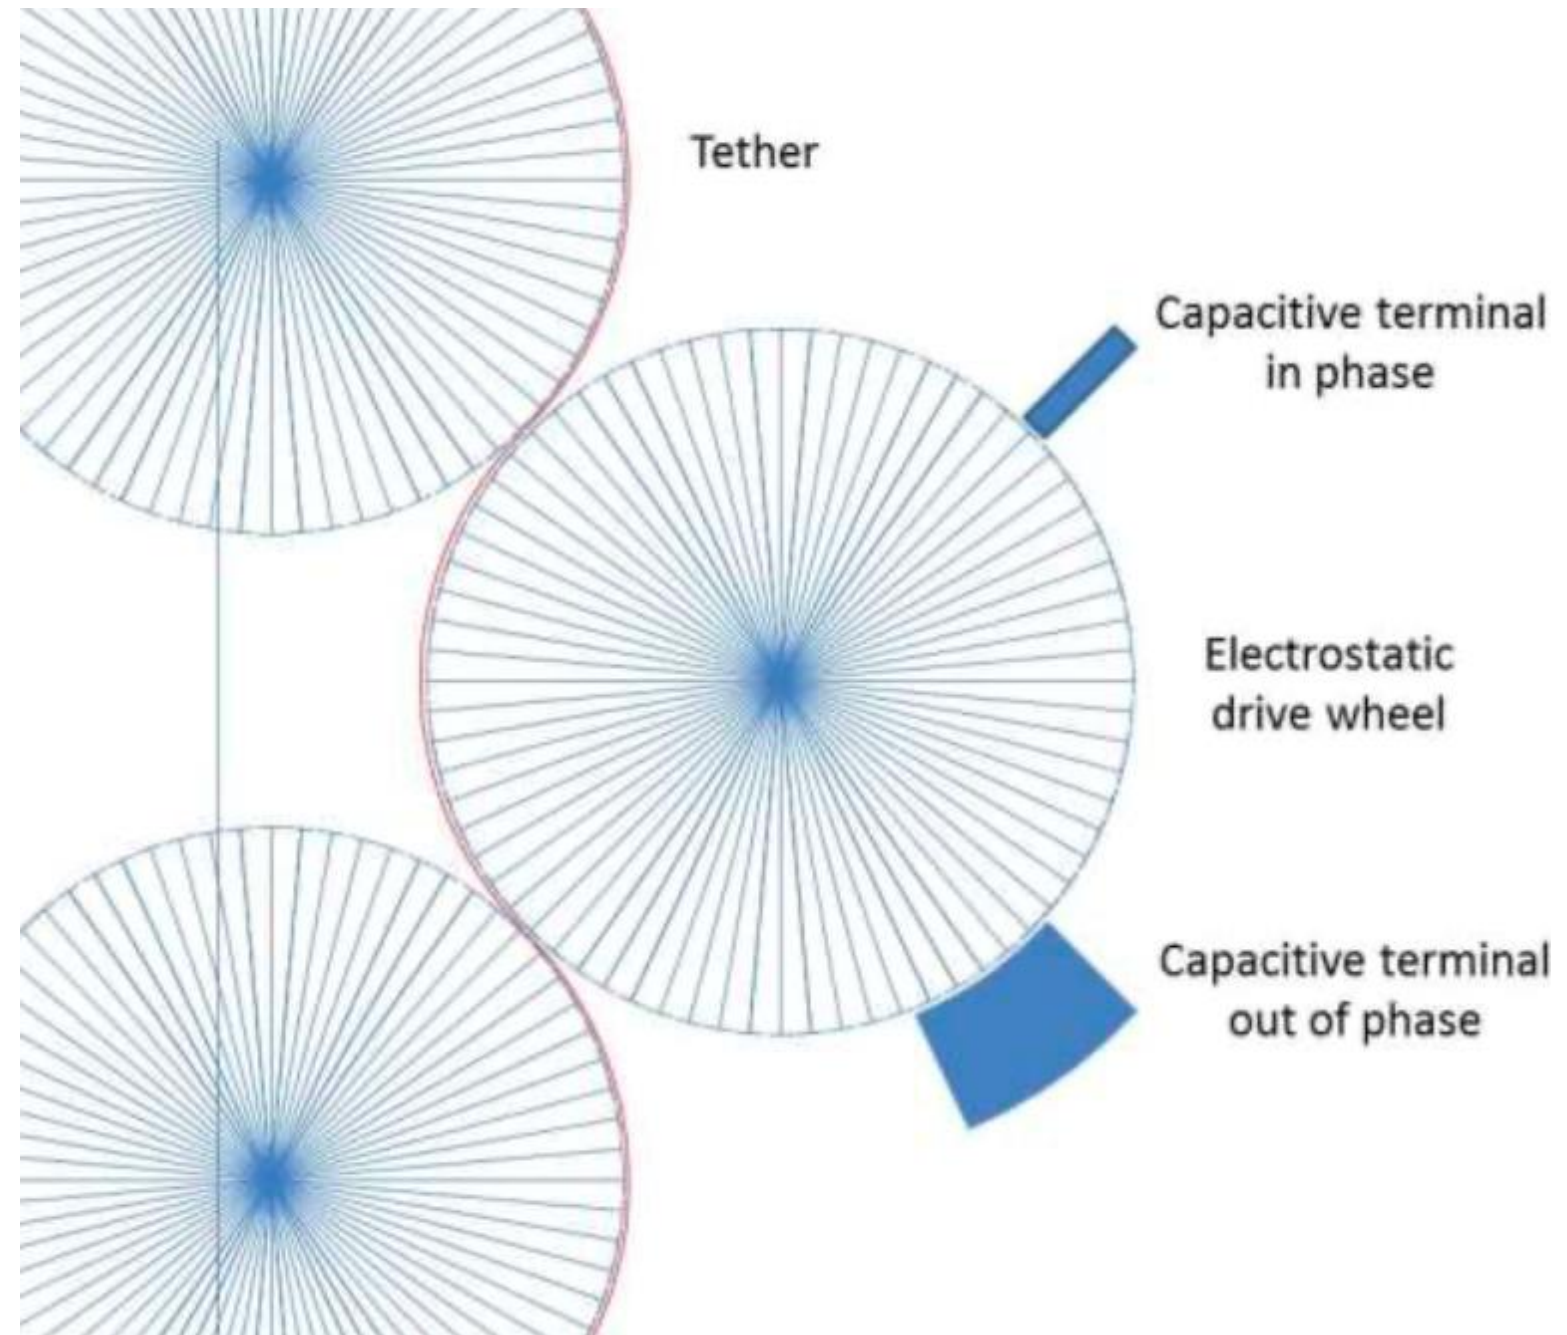 Tether
Capacitive terminal
in phase
Electrostatic
drive wheel
Capacitive terminal
out of phase